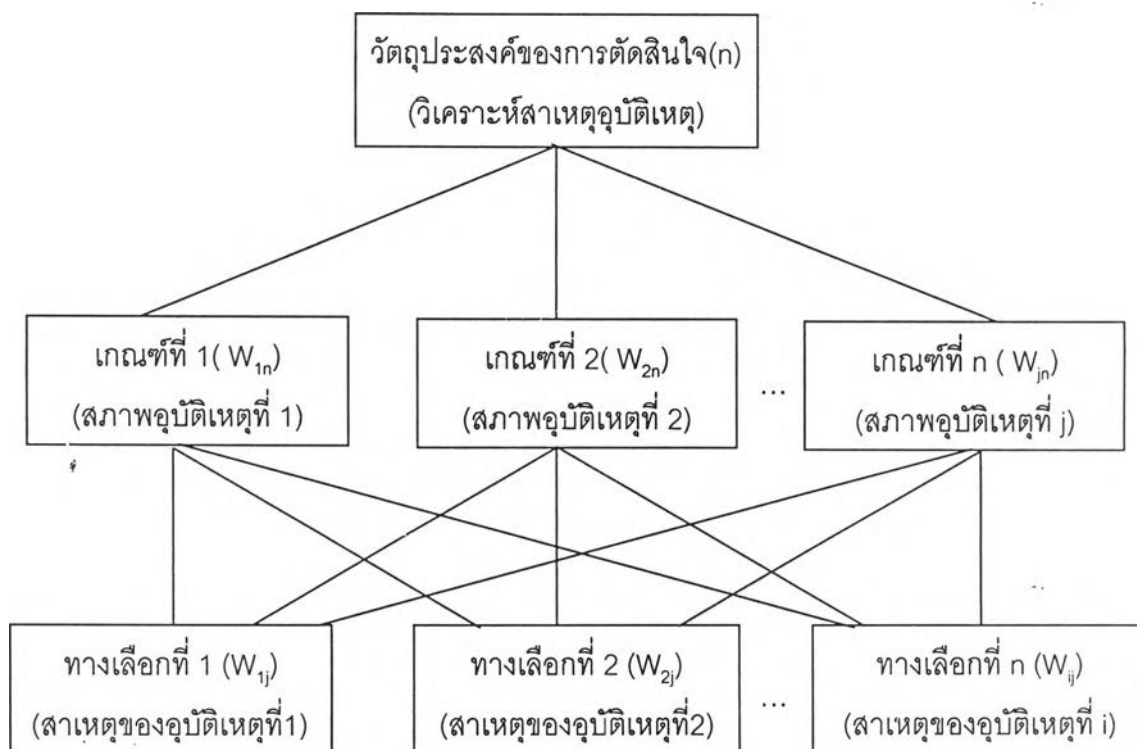 วัตถุประสงค์ของการตัดสินใจ(n)
(วิเคราะห์สาเหตุอุบัติเหตุ)
เกณฑ์ที่ 1( W1n)
(สภาพอุบัติเหตุที่ 1)
เกณฑ์ที่ 2( W2n)
(สภาพอุบัติเหตุที่ 2)
...
เกณฑ์ที่ n ( Wjn)
(สภาพอุบัติเหตุที่ j)
ทางเลือกที่ 1 (W1j)
(สาเหตุของอุบัติเหตุที่1)
ทางเลือกที่ 2 (W2j)
(สาเหตุของอุบัติเหตุที่2)
...
ทางเลือกที่ n (Wij)
(สาเหตุของอุบัติเหตุที่ i)